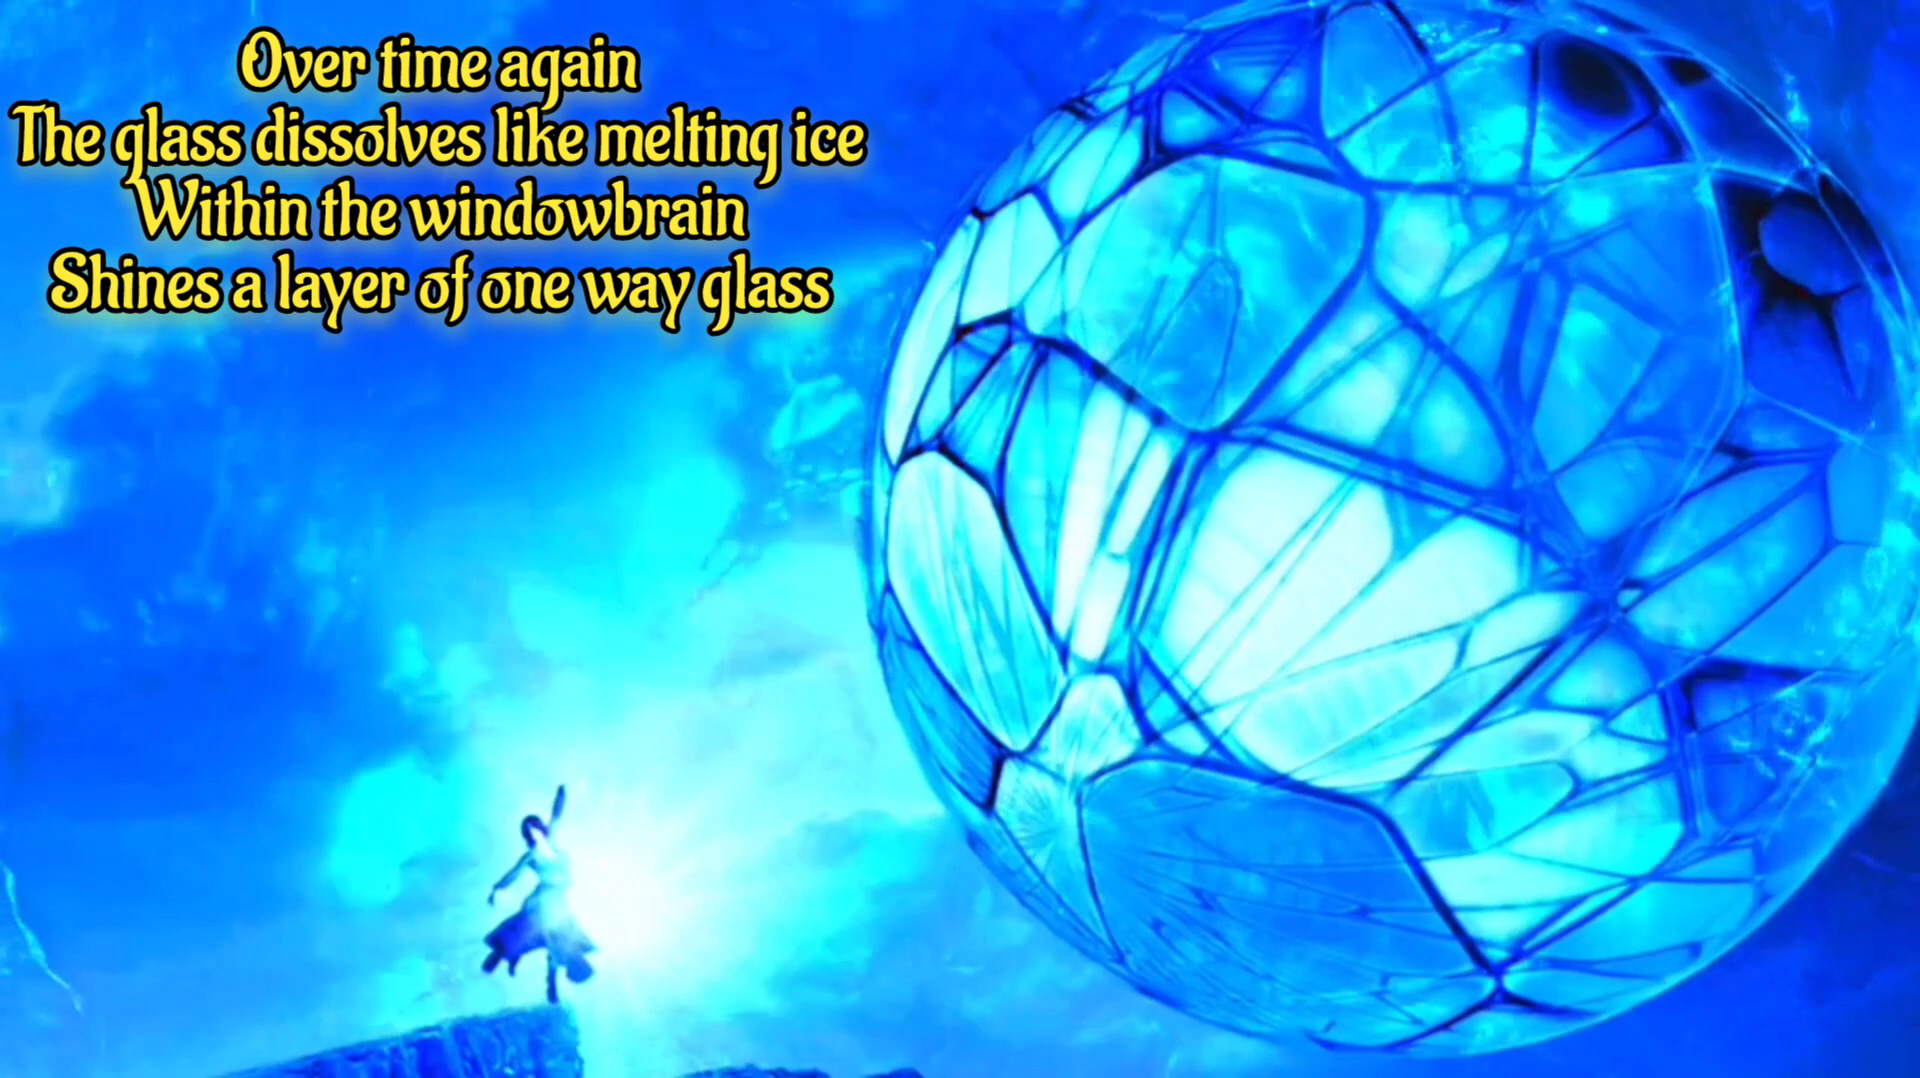 Over time again
The glass dissolves like melting ice
Within the windowbrain
Shines a layer of one way glass